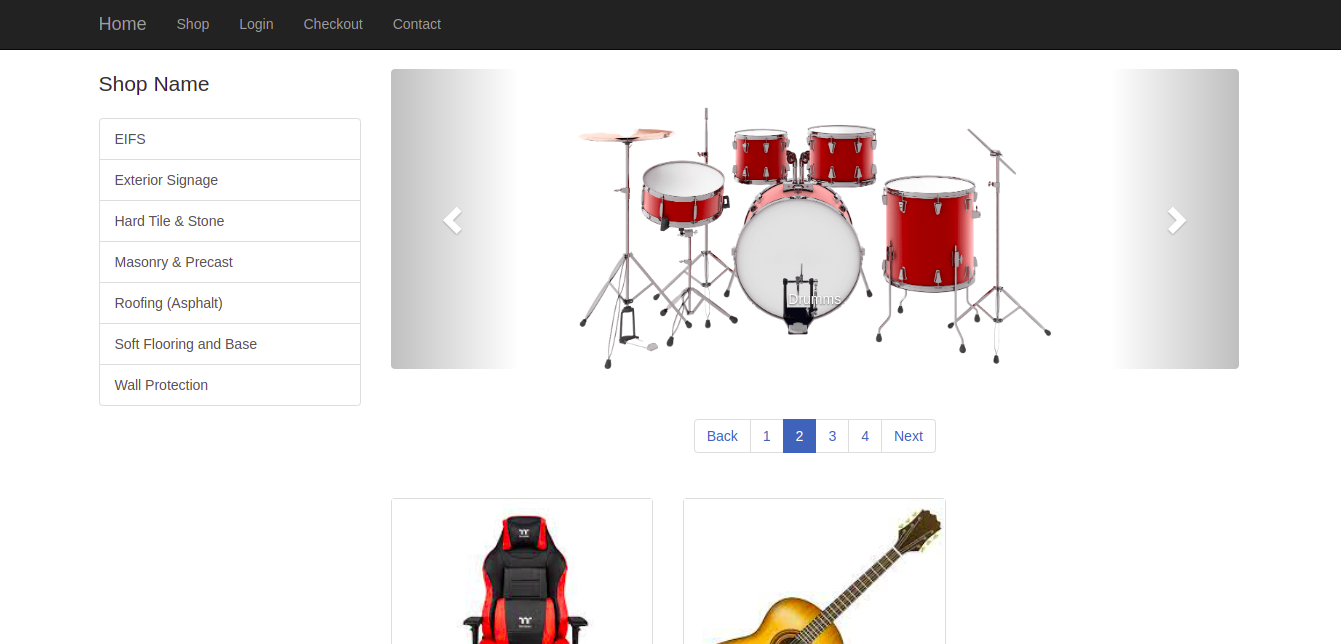 Home Shop Login Checkout Contact
Shop Name
EIFS
Exterior Signage
Hard Tile & Stone
Masonry & Precast
Roofing (Asphalt)
Soft Flooring and Base
Wall Protection
Drumms
Back 1 2 3 4 Next